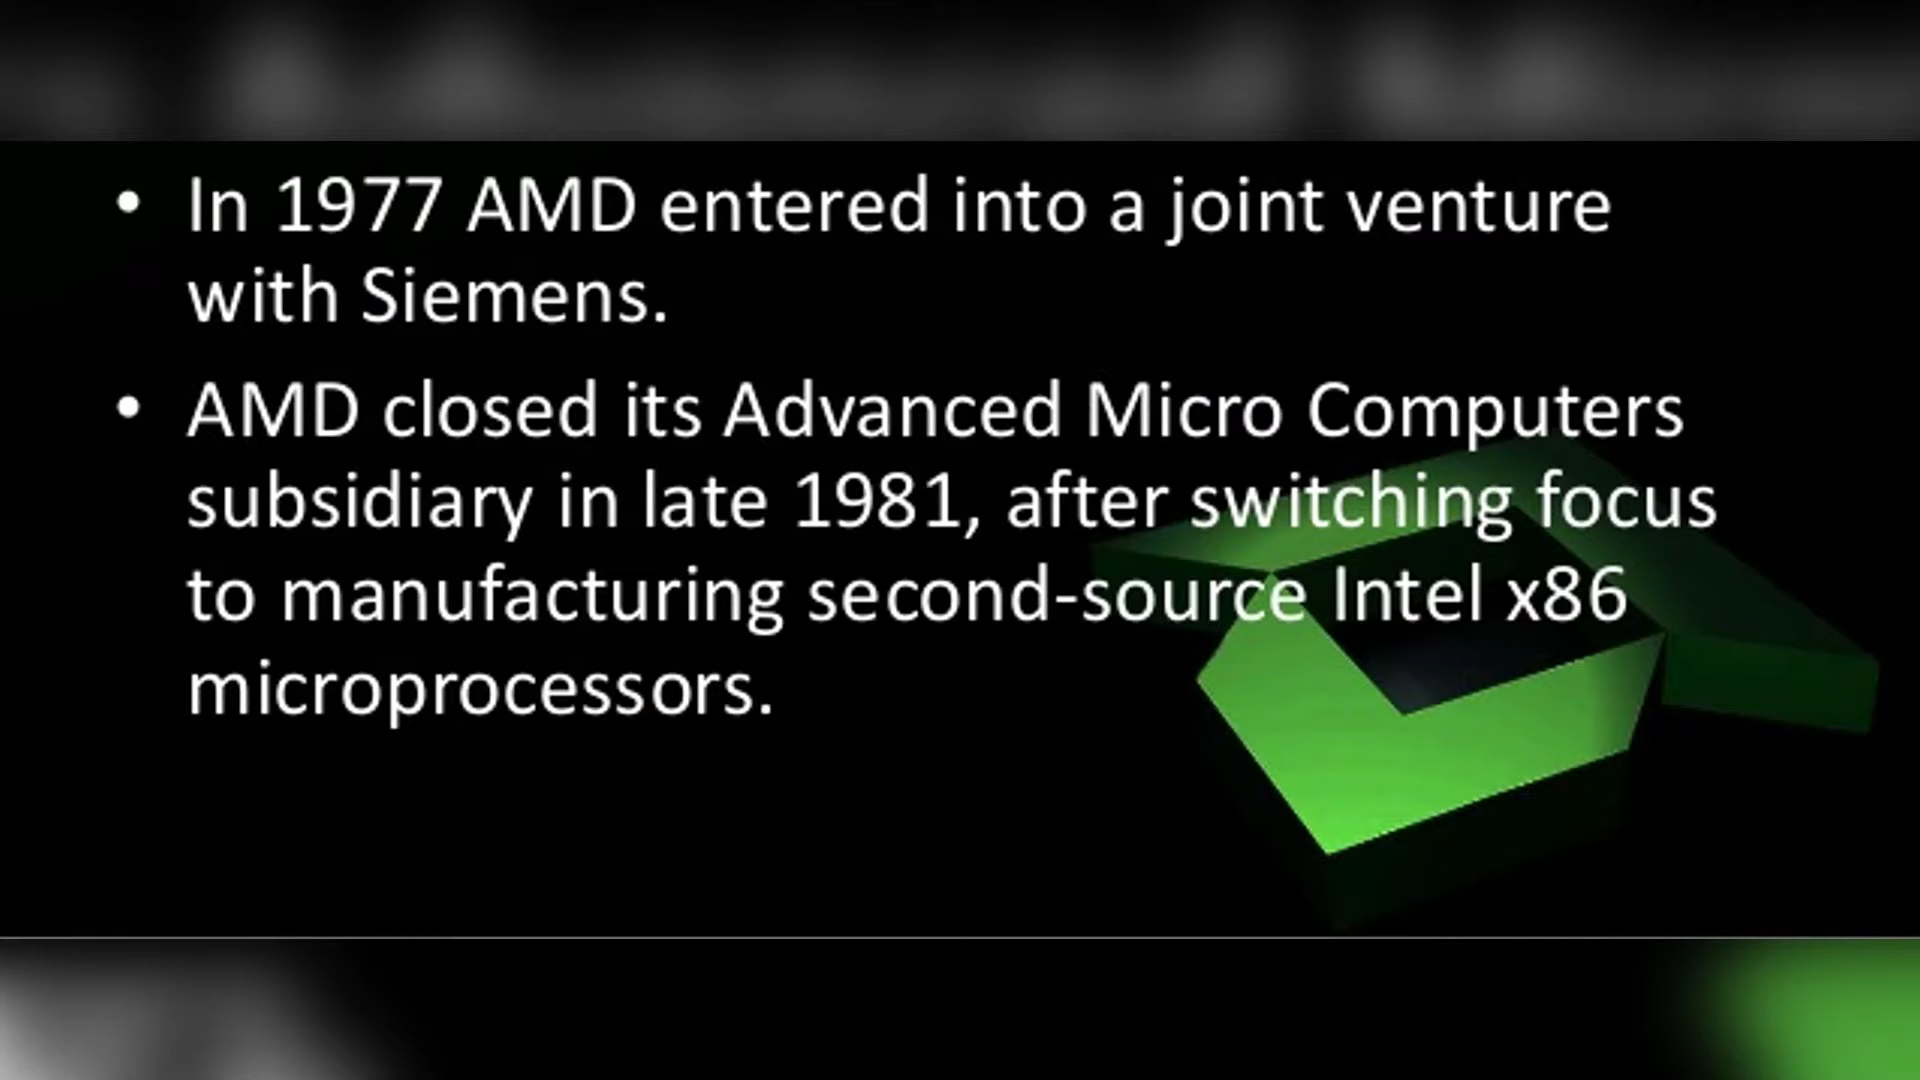 • In 1977 AMD entered into a joint venture
with Siemens.
• AMD closed its Advanced Micro Computers
subsidiary in late 1981, after switching focus
to manufacturing second-source Intel x86
microprocessors.